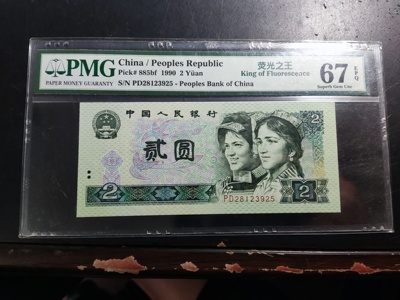 PMG
PAPER MONEY GUARANTY
China / Peoples Republic
Pick# 885bf 1990 2 Yüan
S/N PD28123925 - Peoples Bank of China
荧光之王
King of Fluorescence
67 EPQ
Superb Gem Unc
中国人民银行
2
贰圆
PD28123925
2
2